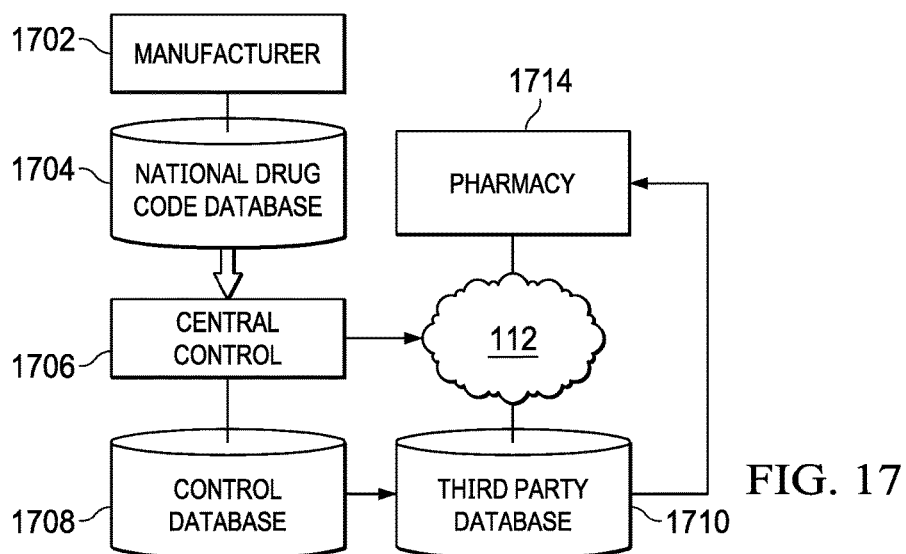 1702
MANUFACTURER
1704
NATIONAL DRUG
CODE DATABASE
1714
PHARMACY
1706
CENTRAL
CONTROL
112
1708
CONTROL
DATABASE
THIRD PARTY
DATABASE
1710
FIG. 17